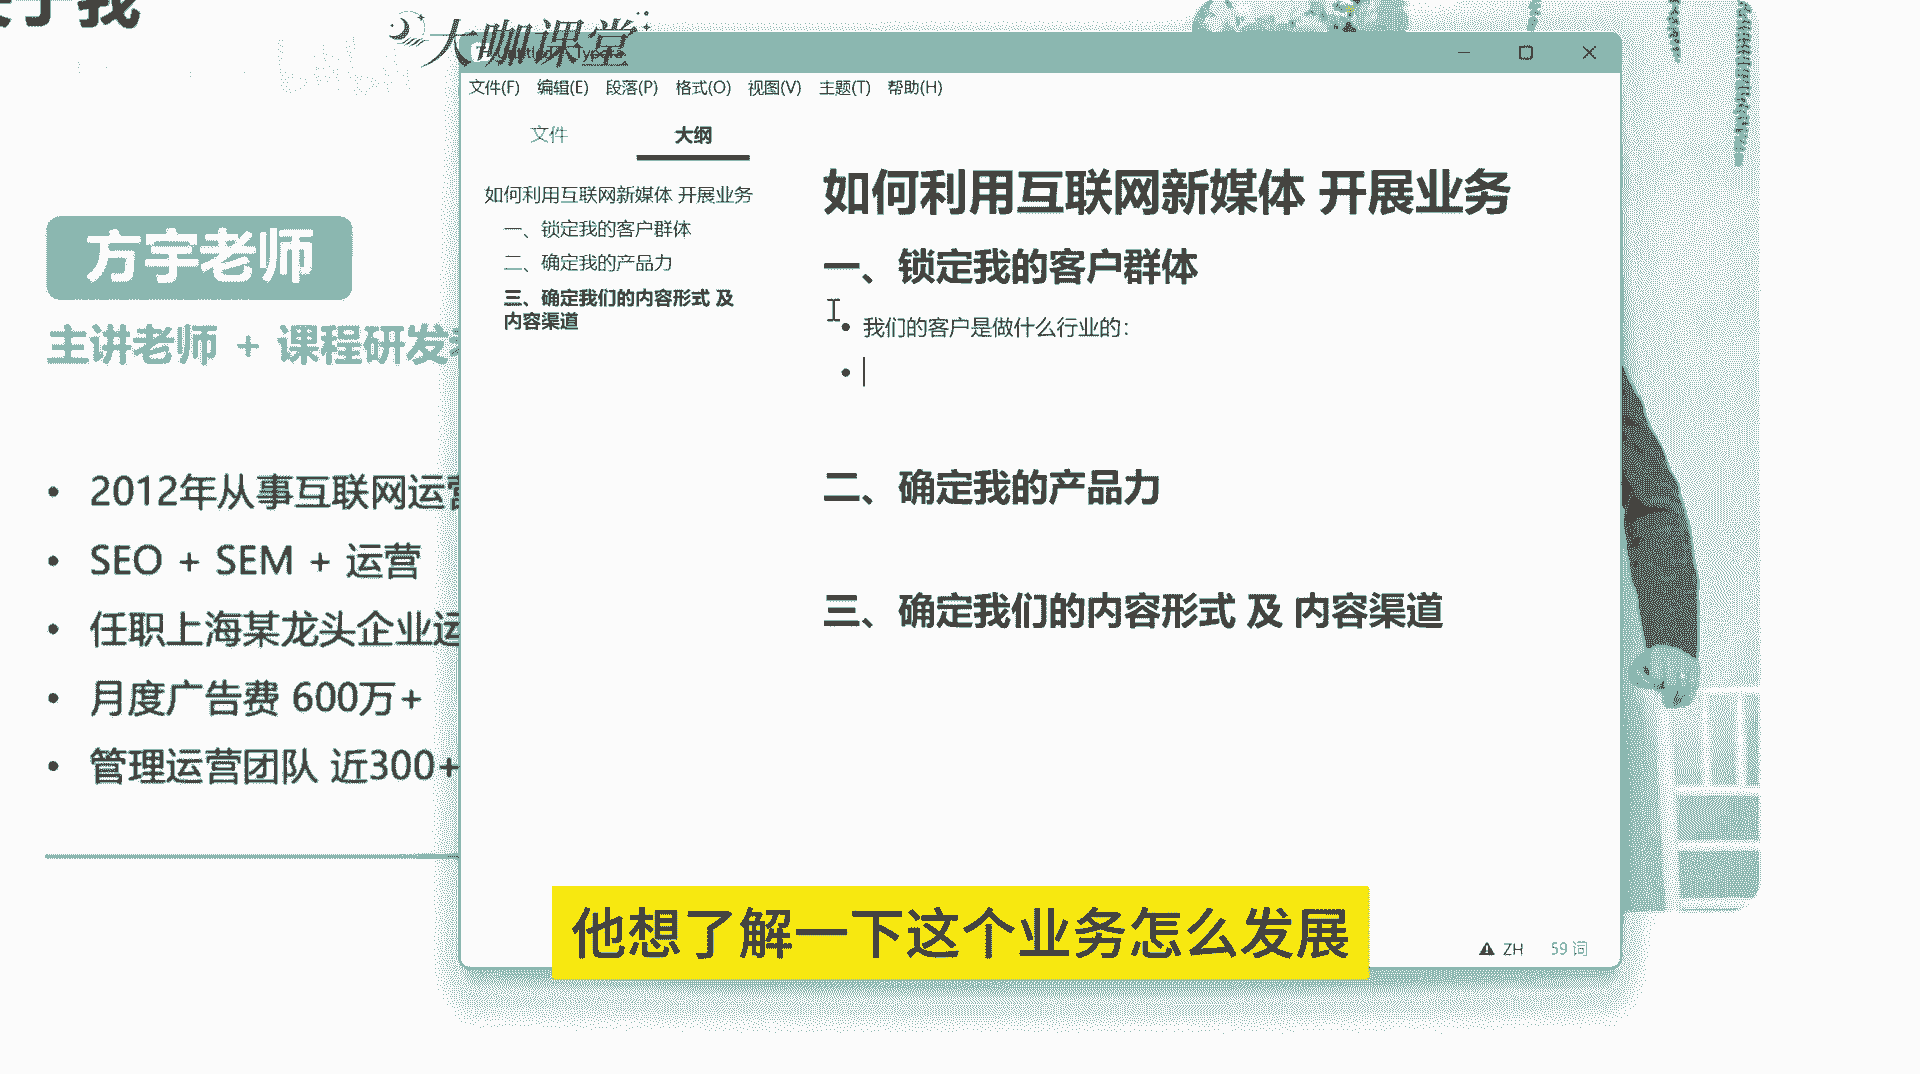 大咖课堂
文件(F) 编辑(E) 段落(P) 格式(O) 视图(V) 主题(T) 帮助(H)
文件 大纲
如何利用互联网新媒体 开展业务
一、锁定我的客户群体
二、确定我的产品力
三、确定我们的内容形式 及
内容渠道
如何利用互联网新媒体 开展业务
一、锁定我的客户群体
• 我们的客户是做什么行业的：
•
二、确定我的产品力
三、确定我们的内容形式 及 内容渠道
ZH 59 词
方宇老师
主讲老师 + 课程研发
• 2012年从事互联网运营
• SEO + SEM + 运营
• 任职上海某龙头企业运
• 月度广告费 600万+
• 管理运营团队 近300+
他想了解一下这个业务怎么发展